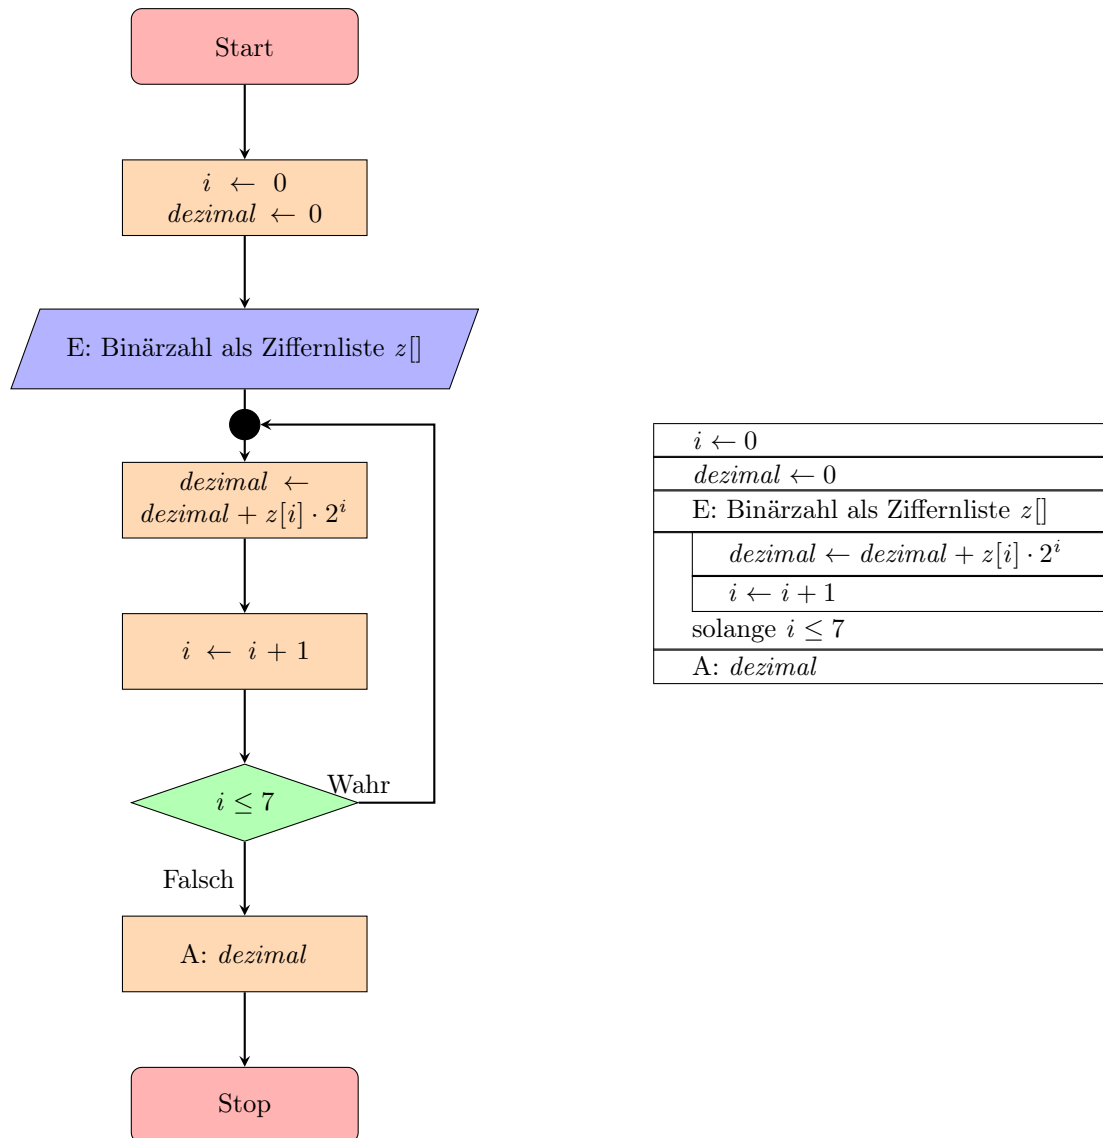 Start
i ← 0
dezimal ← 0
E: Binärzahl als Ziffernliste z[]
dezimal ←
dezimal + z[i] · 2^i
i ← i + 1
i ≤ 7
Wahr
Falsch
A: dezimal
Stop
i ← 0
dezimal ← 0
E: Binärzahl als Ziffernliste z[]
dezimal ← dezimal + z[i] · 2^i
i ← i + 1
solange i ≤ 7
A: dezimal